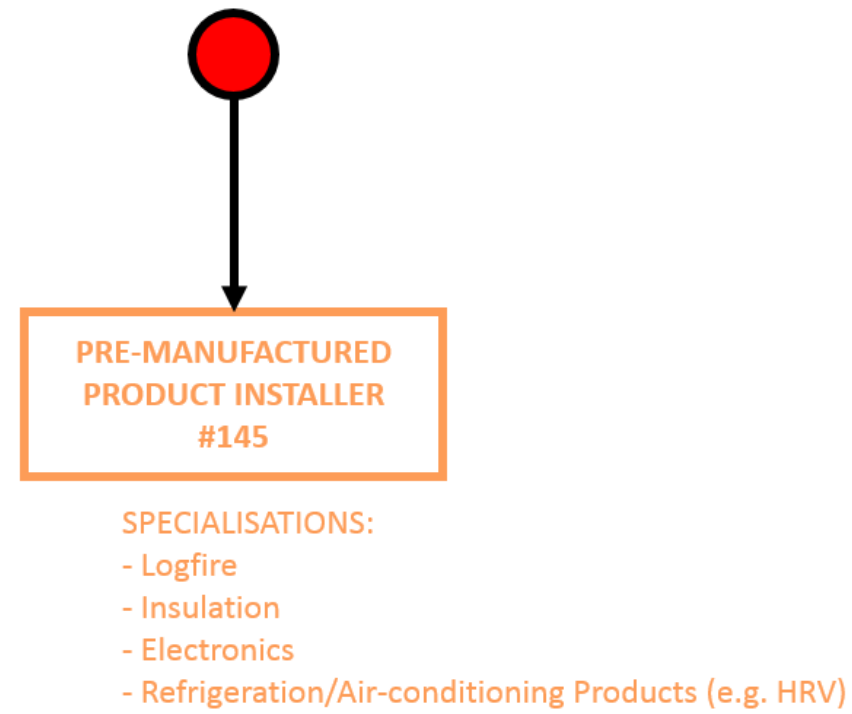 PRE-MANUFACTURED
PRODUCT INSTALLER
#145
SPECIALISATIONS:
- Logfire
- Insulation
- Electronics
- Refrigeration/Air-conditioning Products (e.g. HRV)